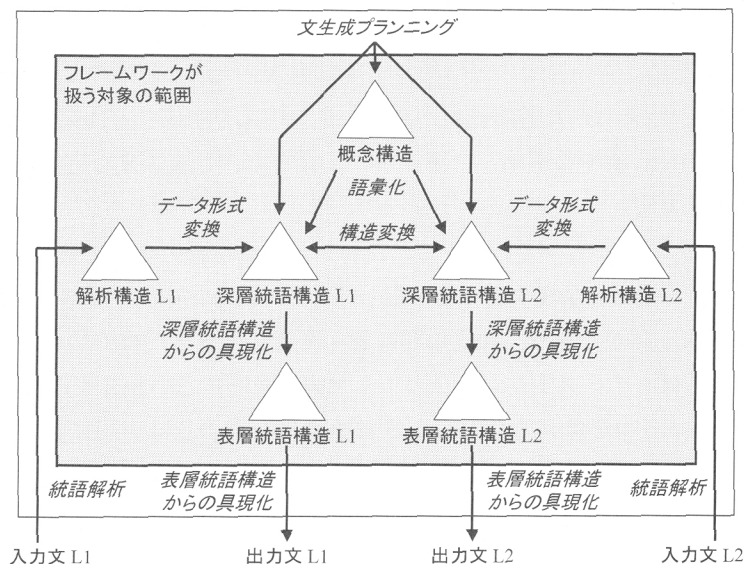 文生成プランニング
フレームワークが
扱う対象の範囲
概念構造
語彙化
データ形式
変換
構造変換
データ形式
変換
解析構造 L1
深層統語構造 L1
深層統語構造 L2
解析構造 L2
深層統語構造
からの具現化
深層統語構造
からの具現化
表層統語構造 L1
表層統語構造 L2
統語解析
表層統語構造
からの具現化
表層統語構造
からの具現化
統語解析
入力文 L1
出力文 L1
出力文 L2
入力文 L2